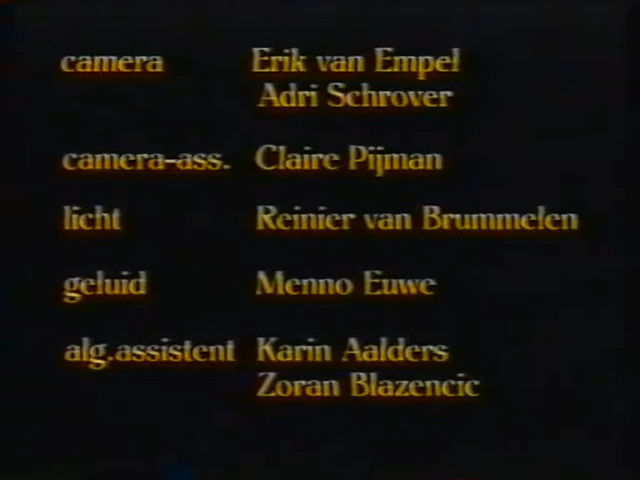 camera Erik van Empel
Adri Schrover
camera-ass. Claire Pijman
licht Reinier van Brummelen
geluid Menno Euwe
alg.assistent Karin Aalders
Zoran Blazencic